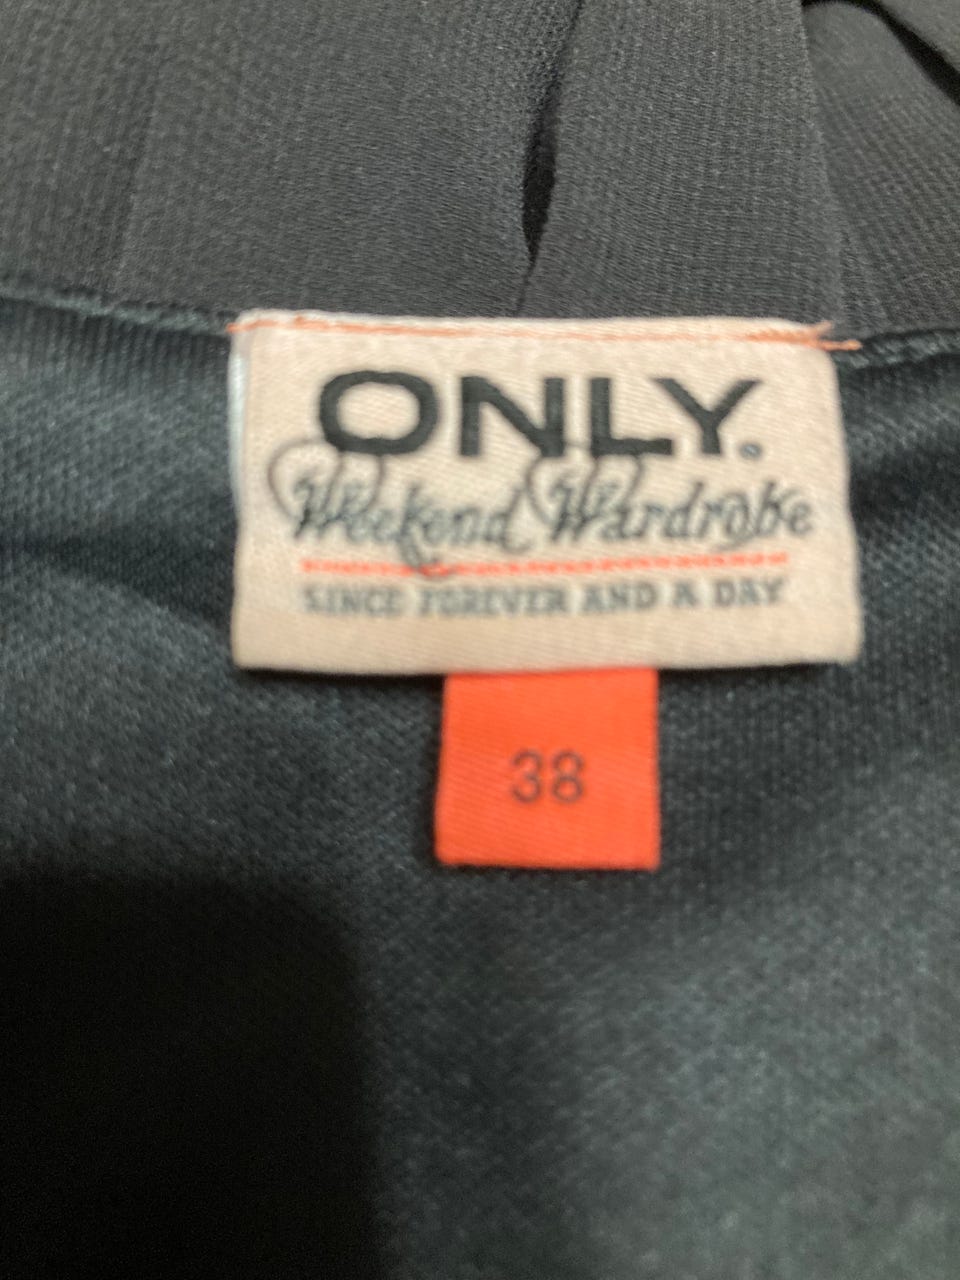 ONLY.
Weekend Wardrobe
SINCE FOREVER AND A DAY
38